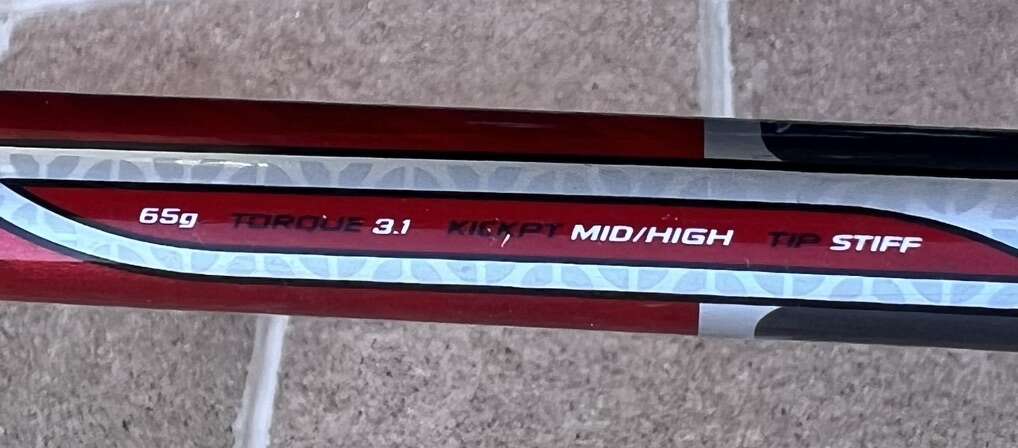 65g TORQUE 3.1 KICKPT MID/HIGH TIP STIFF